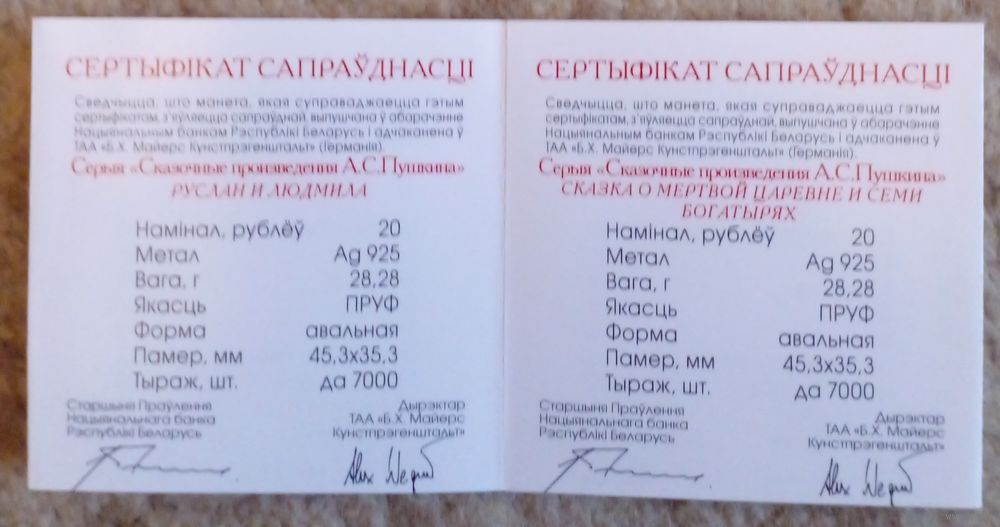 СЕРТЫФІКАТ САПРАЎДНАСЦІ
Сведчыцца, што манета, якая суправаджаецца гэтым
сертыфікатам, з'яўляецца сапраўднай, выпушчана ў абарачэнне
Нацыянальным банкам Рэспублікі Беларусь і адчаканена ў
ТАА «Б.Х. Майерс Кунстпрэгенштальт» (Германія).
Серыя «Сказочные произведения А.С.Пушкина»
РУСЛАН И ЛЮДМИЛА
Намінал, рублёў 20
Метал Ag 925
Вага, г 28,28
Якасць ПРУФ
Форма авальная
Памер, мм 45,3х35,3
Тыраж, шт. да 7000
Старшыня Праўлення
Нацыянальнага банка
Рэспублікі Беларусь
Дырэктар
ТАА «Б.Х. Майерс
Кунстпрэгенштальт»
СЕРТЫФІКАТ САПРАЎДНАСЦІ
Сведчыцца, што манета, якая суправаджаецца гэтым
сертыфікатам, з'яўляецца сапраўднай, выпушчана ў абарачэнне
Нацыянальным банкам Рэспублікі Беларусь і адчаканена ў
ТАА «Б.Х. Майерс Кунстпрэгенштальт» (Германія).
Серыя «Сказочные произведения А.С.Пушкина»
СКАЗКА О МЕРТВОЙ ЦАРЕВНЕ И СЕМИ
БОГАТЫРЯХ
Намінал, рублёў 20
Метал Ag 925
Вага, г 28,28
Якасць ПРУФ
Форма авальная
Памер, мм 45,3х35,3
Тыраж, шт. да 7000
Старшыня Праўлення
Нацыянальнага банка
Рэспублікі Беларусь
Дырэктар
ТАА «Б.Х. Майерс
Кунстпрэгенштальт»